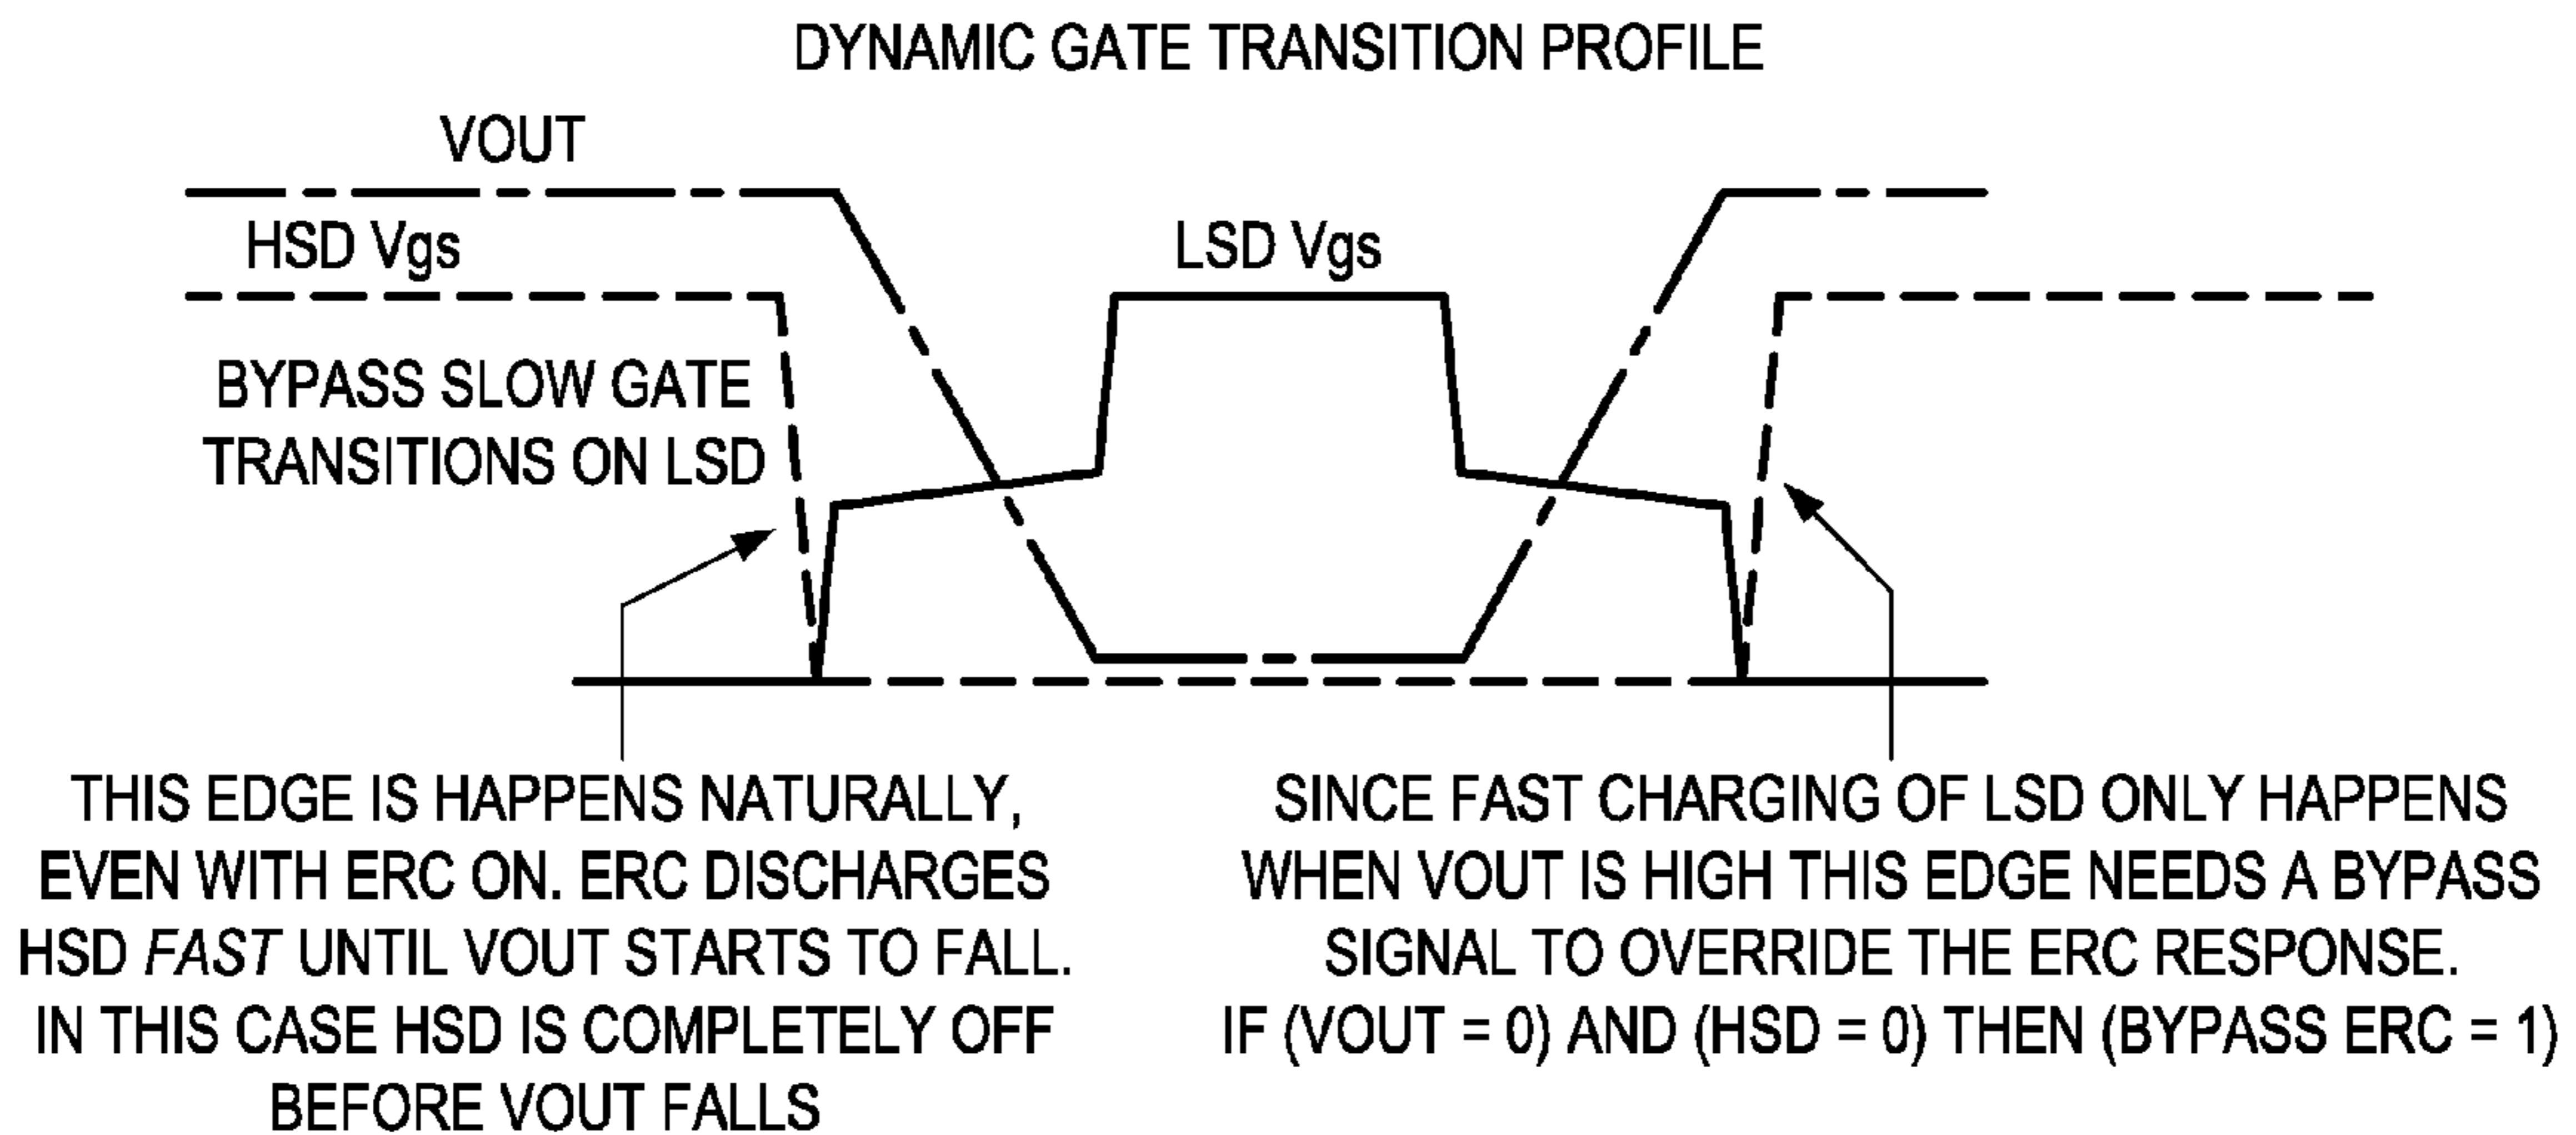 DYNAMIC GATE TRANSITION PROFILE
VOUT
HSD Vgs
LSD Vgs
BYPASS SLOW GATE
TRANSITIONS ON LSD
THIS EDGE IS HAPPENS NATURALLY,
EVEN WITH ERC ON. ERC DISCHARGES
HSD FAST UNTIL VOUT STARTS TO FALL.
IN THIS CASE HSD IS COMPLETELY OFF
BEFORE VOUT FALLS
SINCE FAST CHARGING OF LSD ONLY HAPPENS
WHEN VOUT IS HIGH THIS EDGE NEEDS A BYPASS
SIGNAL TO OVERRIDE THE ERC RESPONSE.
IF (VOUT = 0) AND (HSD = 0) THEN (BYPASS ERC = 1)